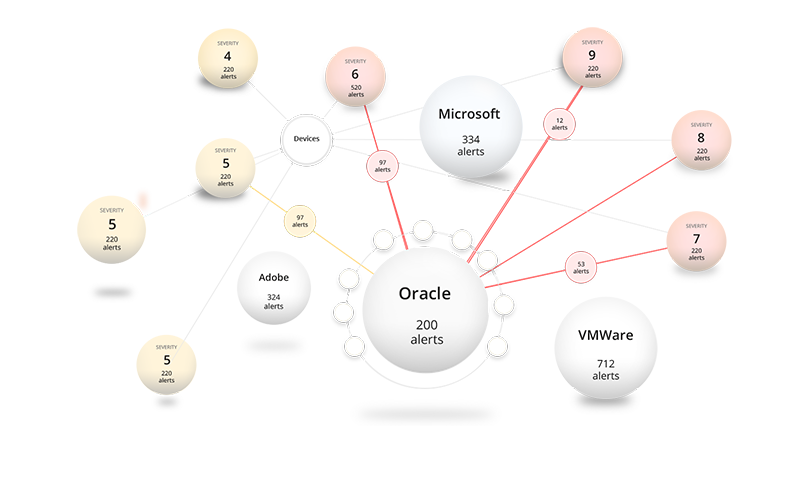 SEVERITY
4
220
alerts
SEVERITY
6
520
alerts
SEVERITY
9
220
alerts
Microsoft
334
alerts
12
alerts
Devices
SEVERITY
8
220
alerts
SEVERITY
5
220
alerts
97
alerts
SEVERITY
5
220
alerts
97
alerts
SEVERITY
7
220
alerts
53
alerts
Adobe
324
alerts
Oracle
200
alerts
VMWare
712
alerts
SEVERITY
5
220
alerts